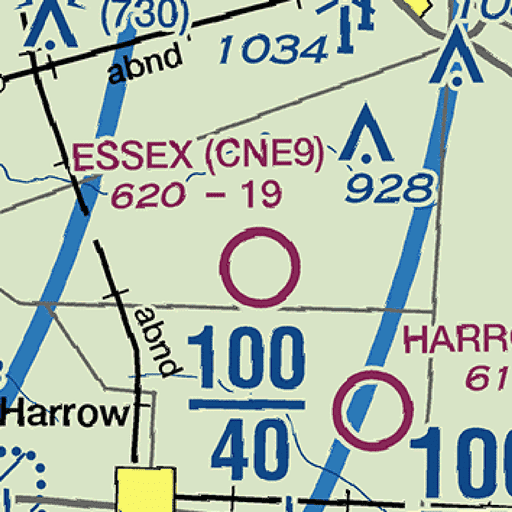 (730)
abnd
1034
ESSEX (CNE9)
620 - 19
928
abnd
HARR
61
100
40
Harrow
100